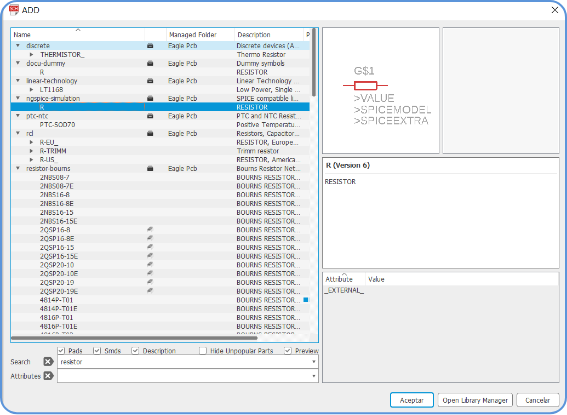 ADD
Name Managed Folder Description P
discrete Eagle Pcb Discrete devices (A...
THERMISTOR_ Thermo Resistor
docu-dummy Eagle Pcb Dummy symbols
R RESISTOR
linear-technology Eagle Pcb Linear Technology ...
LT1168 Low Power, Single ...
ngspice-simulation Eagle Pcb SPICE compatible li...
R RESISTOR
ptc-ntc Eagle Pcb PTC and NTC Resist...
PTC-SOD70 Positive Temperatu...
rcl Eagle Pcb Resistors, Capacitor...
R-EU_ RESISTOR, Europe...
R-TRIMM Trimm resistor
R-US_ RESISTOR, America...
resistor-bourns Eagle Pcb Bourns Resistor Net...
2NBS08-7 BOURNS RESISTOR...
2NBS08-7E BOURNS RESISTOR...
2NBS16-8 BOURNS RESISTOR...
2NBS16-8E BOURNS RESISTOR...
2NBS16-15 BOURNS RESISTOR...
2NBS16-15E BOURNS RESISTOR...
2QSP16-8 BOURNS RESISTOR...
2QSP16-8E BOURNS RESISTOR...
2QSP16-15 BOURNS RESISTOR...
2QSP16-15E BOURNS RESISTOR...
2QSP20-10 BOURNS RESISTOR...
2QSP20-10E BOURNS RESISTOR...
2QSP20-19 BOURNS RESISTOR...
2QSP20-19E BOURNS RESISTOR...
4814P-T01 BOURNS RESISTOR...
4814P-T01E BOURNS RESISTOR...
4816P-T01 BOURNS RESISTOR...
4816P-T01E BOURNS RESISTOR...
Pads Smds Description Hide Unpopular Parts Preview
Search resistor
Attributes
G$1
>VALUE
>SPICEMODEL
>SPICEEXTRA
R (Version 6)
RESISTOR
Attribute Value
_EXTERNAL_
Aceptar Open Library Manager Cancelar